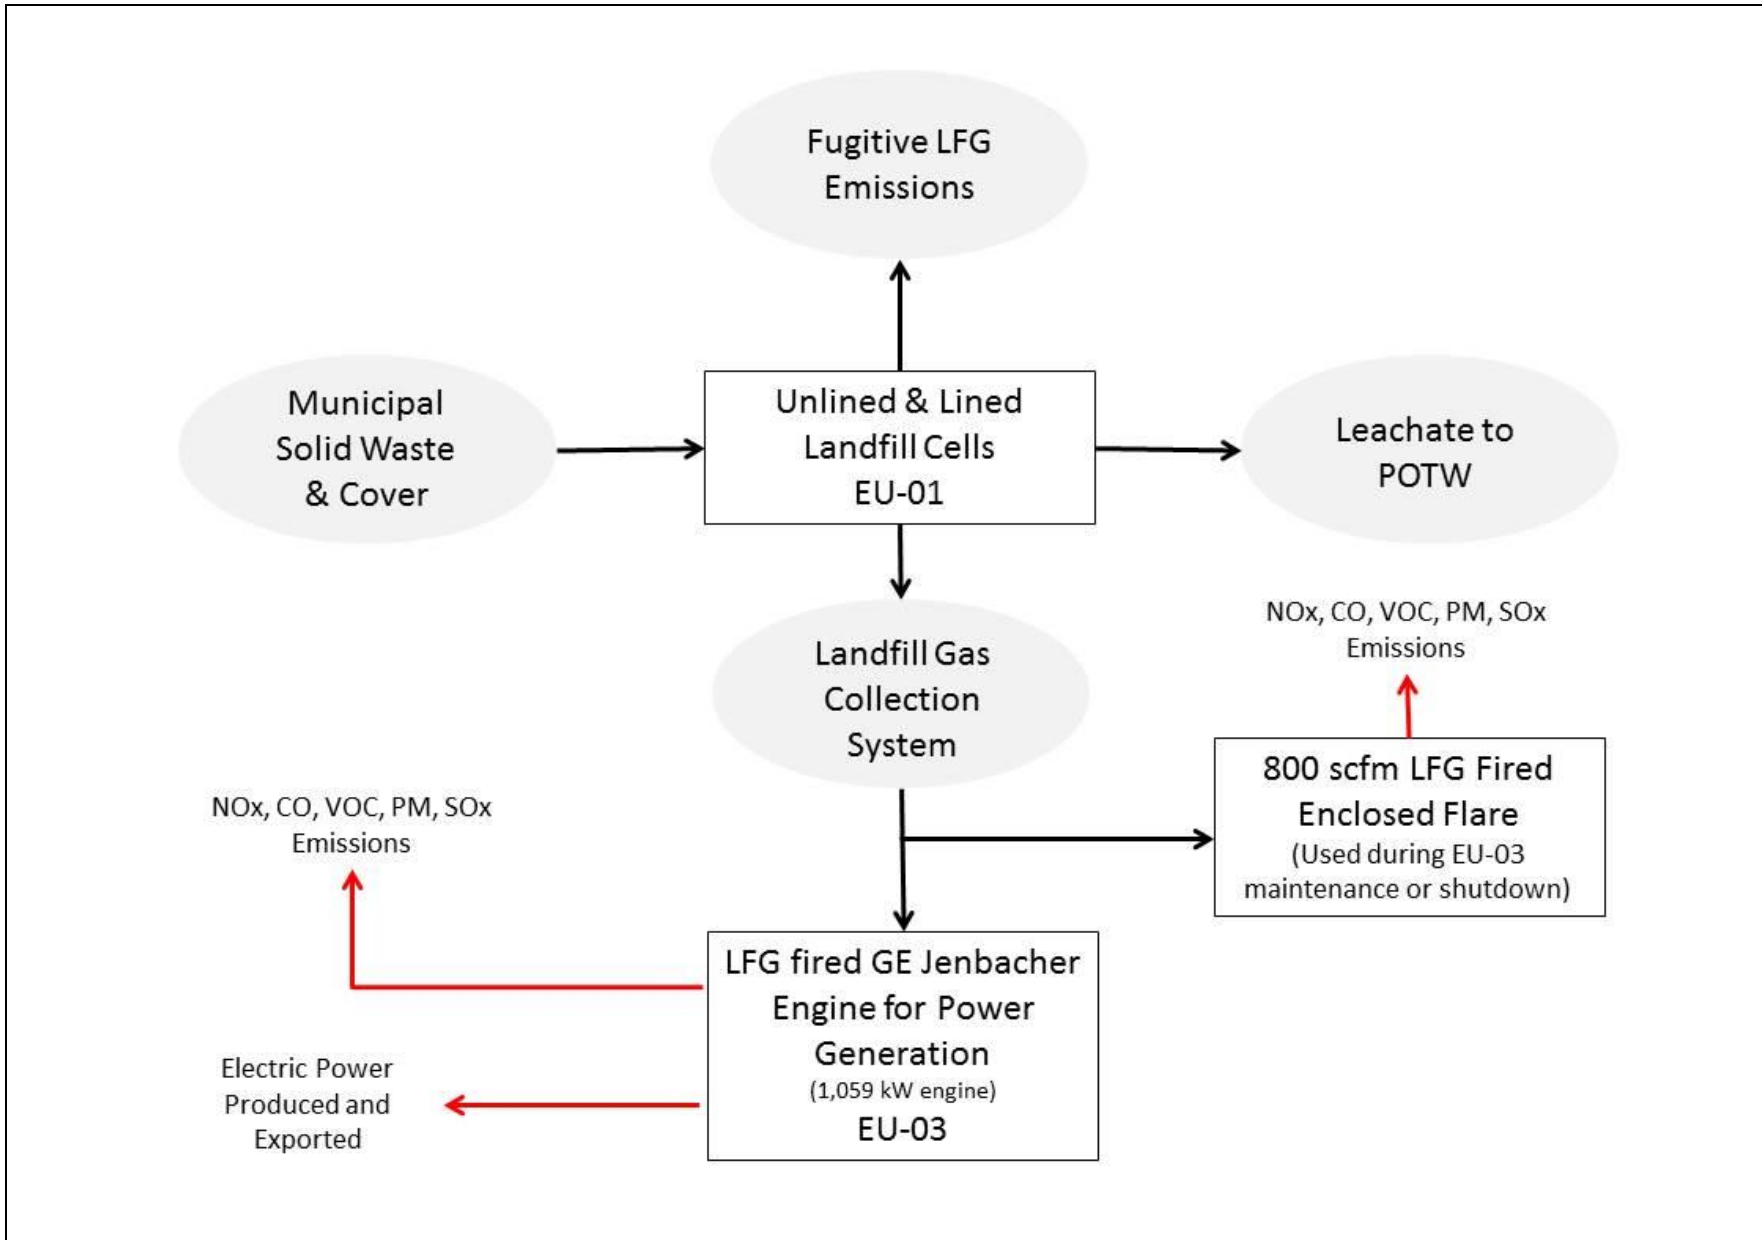 Fugitive LFG
Emissions
Municipal
Solid Waste
& Cover
Unlined & Lined
Landfill Cells
EU-01
Leachate to
POTW
Landfill Gas
Collection
System
NOx, CO, VOC, PM, SOx
Emissions
800 scfm LFG Fired
Enclosed Flare
(Used during EU-03
maintenance or shutdown)
NOx, CO, VOC, PM, SOx
Emissions
LFG fired GE Jenbacher
Engine for Power
Generation
(1,059 kW engine)
EU-03
Electric Power
Produced and
Exported